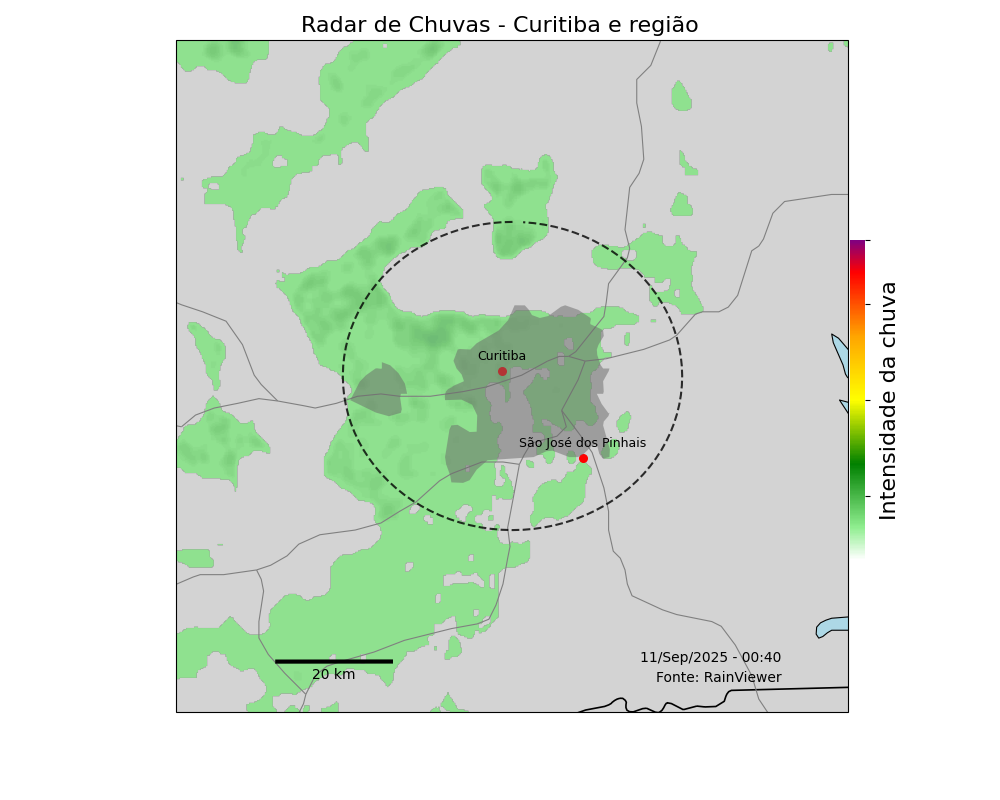 Radar de Chuvas - Curitiba e região
Curitiba
São José dos Pinhais
Intensidade da chuva
11/Sep/2025 - 00:40
Fonte: RainViewer
20 km